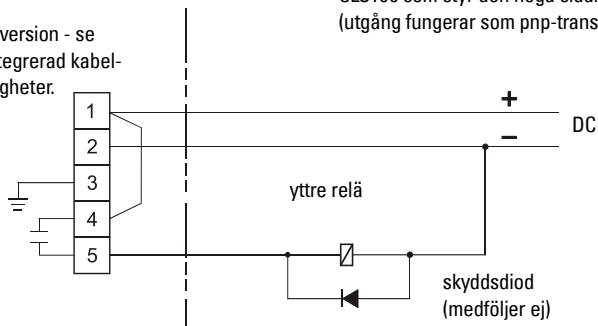 (utgång fungerar som pnp-trans
version - se
tegrerad kabel-
gheter.
1
2
3
4
5
+
–
DC
yttre relä
skyddsdiod
(medföljer ej)